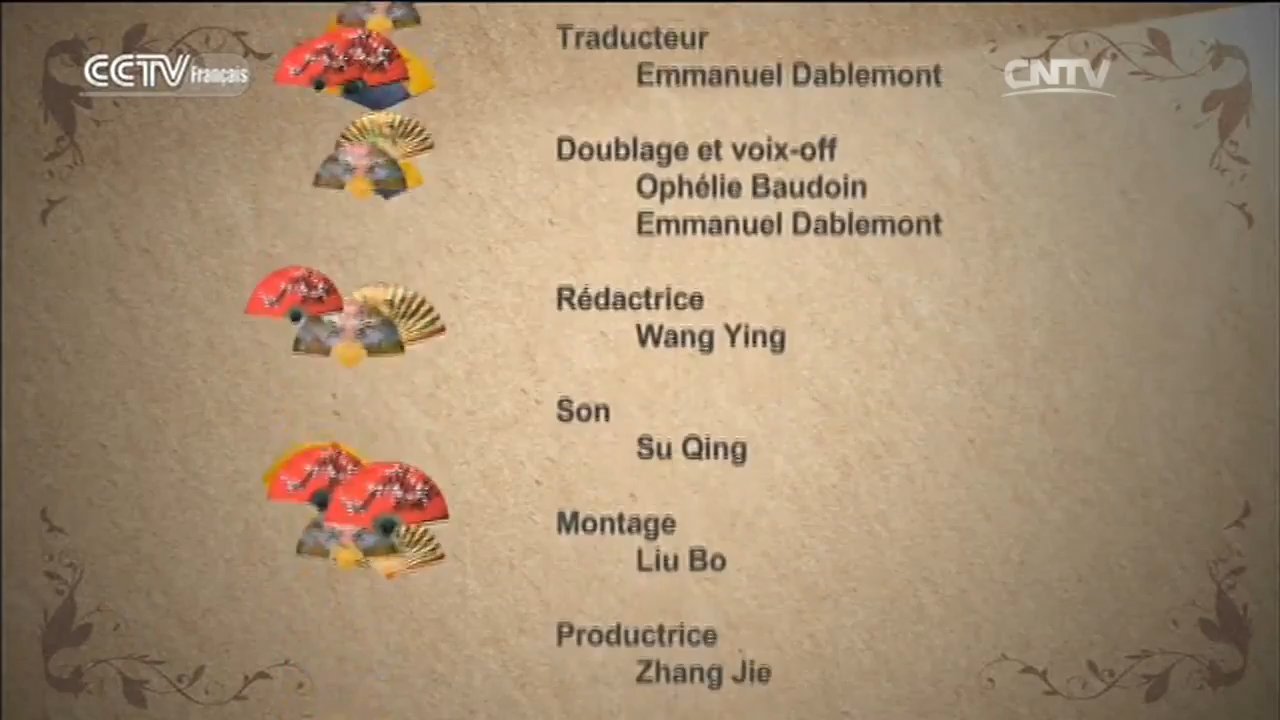 CCTV Français
CNTV
Traducteur
Emmanuel Dablemont
Doublage et voix-off
Ophélie Baudoin
Emmanuel Dablemont
Rédactrice
Wang Ying
Son
Su Qing
Montage
Liu Bo
Productrice
Zhang Jie